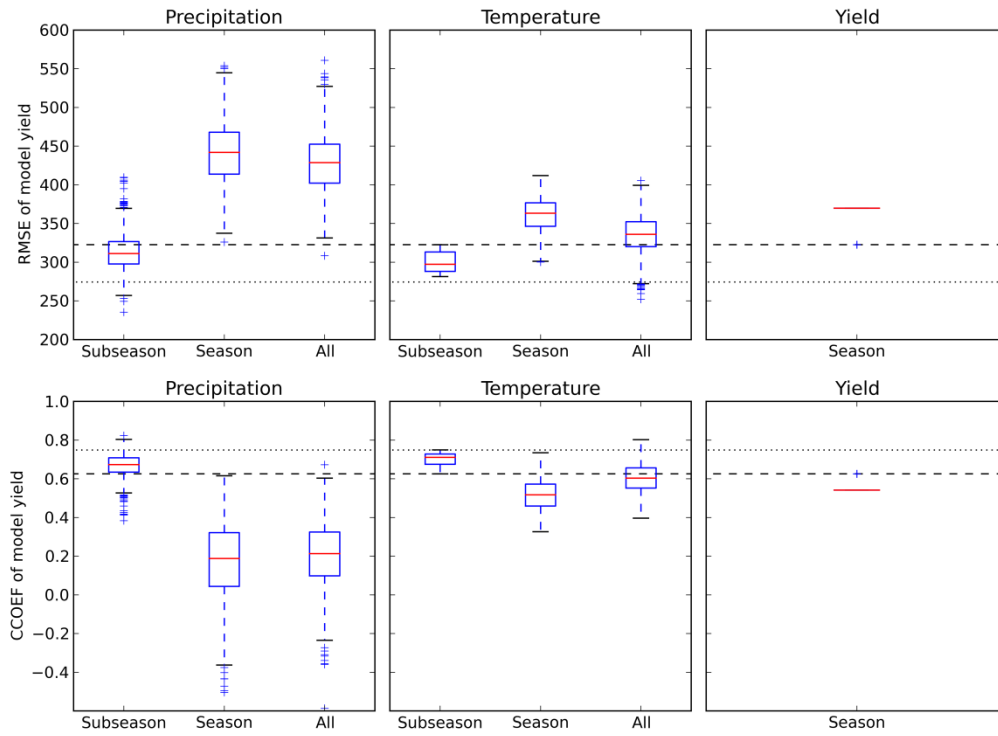 Precipitation Temperature Yield
600
550
500
450
400
350
300
250
200
RMSE of model yield
Subseason Season All Subseason Season All Season
Precipitation Temperature Yield
1.0
0.8
0.6
0.4
0.2
0.0
−0.2
−0.4
CCOEF of model yield
Subseason Season All Subseason Season All Season